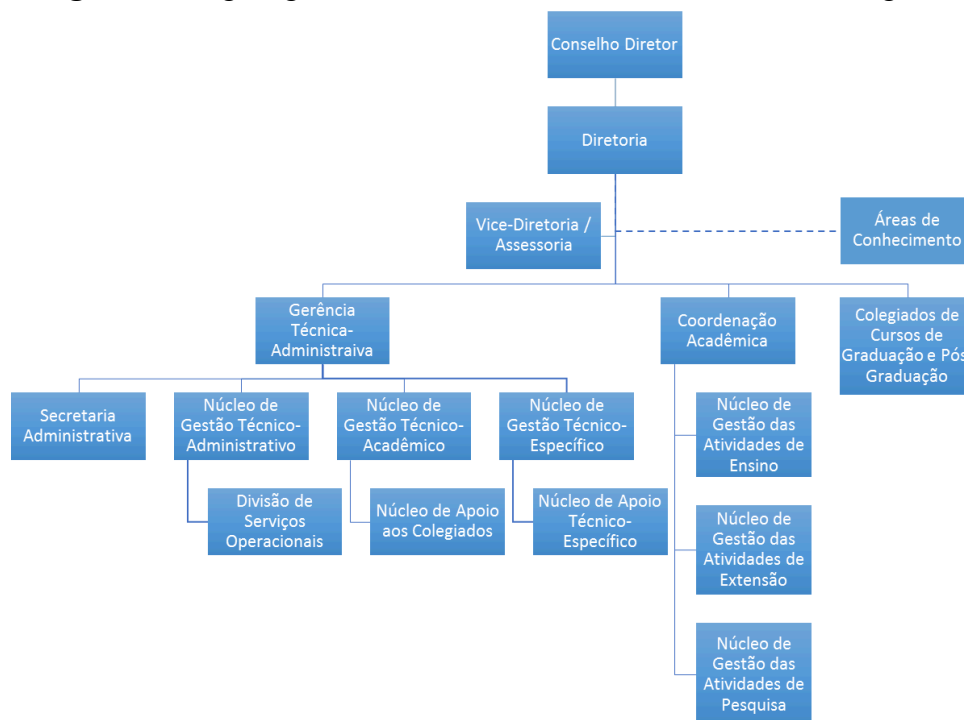 Conselho Diretor
Diretoria
Vice-Diretoria /
Assessoria
Áreas de
Conhecimento
Gerência
Técnica-
Administraiva
Coordenação
Acadêmica
Colegiados de
Cursos de
Graduação e Pós
Graduação
Secretaria
Administrativa
Núcleo de
Gestão Técnico-
Administrativo
Núcleo de
Gestão Técnico-
Acadêmico
Núcleo de
Gestão Técnico-
Específico
Núcleo de
Gestão das
Atividades de
Ensino
Divisão de
Serviços
Operacionais
Núcleo de Apoio
aos Colegiados
Núcleo de Apoio
Técnico-
Específico
Núcleo de
Gestão das
Atividades de
Extensão
Núcleo de
Gestão das
Atividades de
Pesquisa